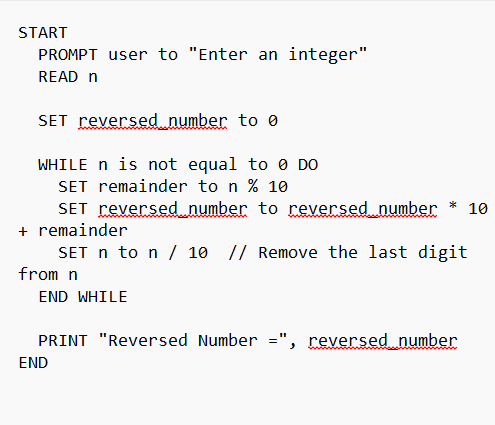 START
PROMPT user to "Enter an integer"
READ n
SET reversed_number to 0
WHILE n is not equal to 0 DO
SET remainder to n % 10
SET reversed_number to reversed_number * 10
+ remainder
SET n to n / 10  // Remove the last digit
from n
END WHILE
PRINT "Reversed Number =", reversed_number
END